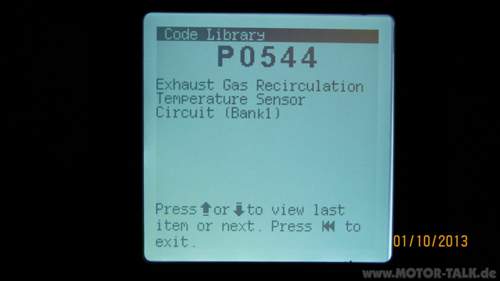 Code Library
P0544
Exhaust Gas Recirculation
Temperature Sensor
Circuit (Bank1)
Press⬆or⬇to view last
item or next. Press ⏮ to
exit.
01/10/2013
www.MOTOR-TALK.de